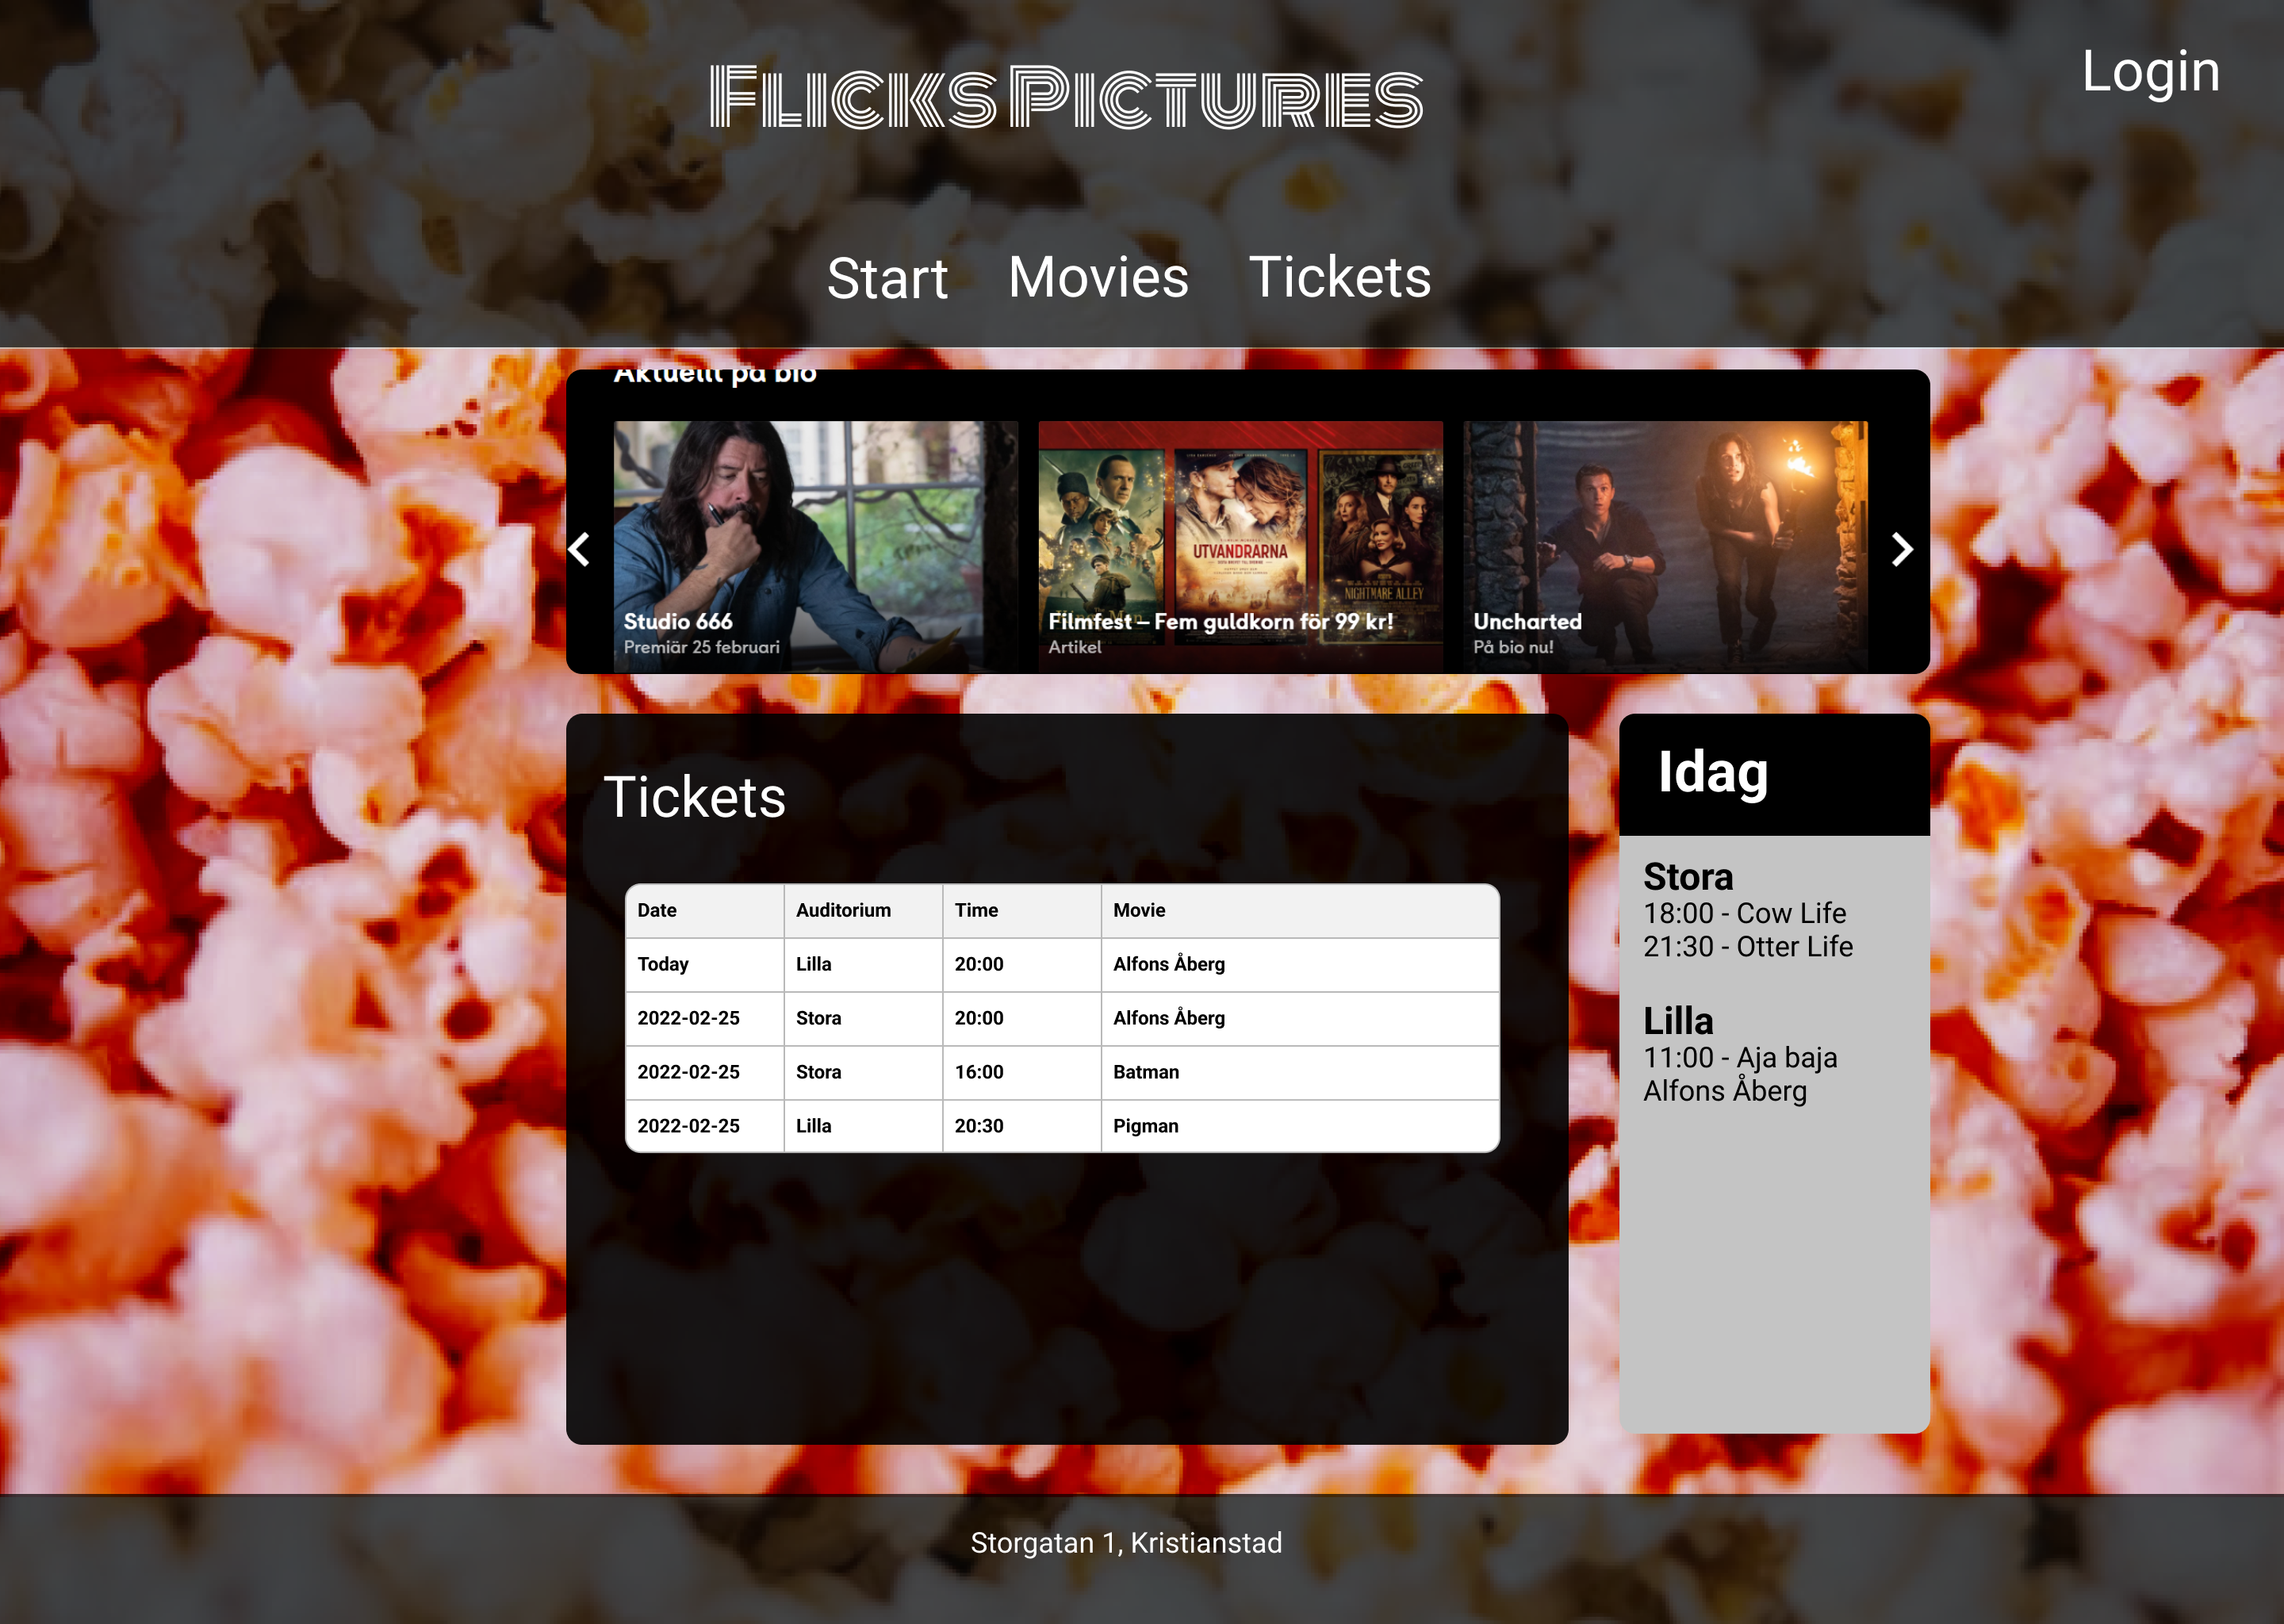 FLICKS PICTURES
Login
Start Movies Tickets
Aktuellt på bio
Studio 666
Premiär 25 februari
UTVANDRARNA
NIGHTMARE ALLEY
Filmfest – Fem guldkorn för 99 kr!
Artikel
Uncharted
På bio nu!
Tickets
Date Auditorium Time Movie
Today Lilla 20:00 Alfons Åberg
2022-02-25 Stora 20:00 Alfons Åberg
2022-02-25 Stora 16:00 Batman
2022-02-25 Lilla 20:30 Pigman
Idag
Stora
18:00 - Cow Life
21:30 - Otter Life
Lilla
11:00 - Aja baja
Alfons Åberg
Storgatan 1, Kristianstad